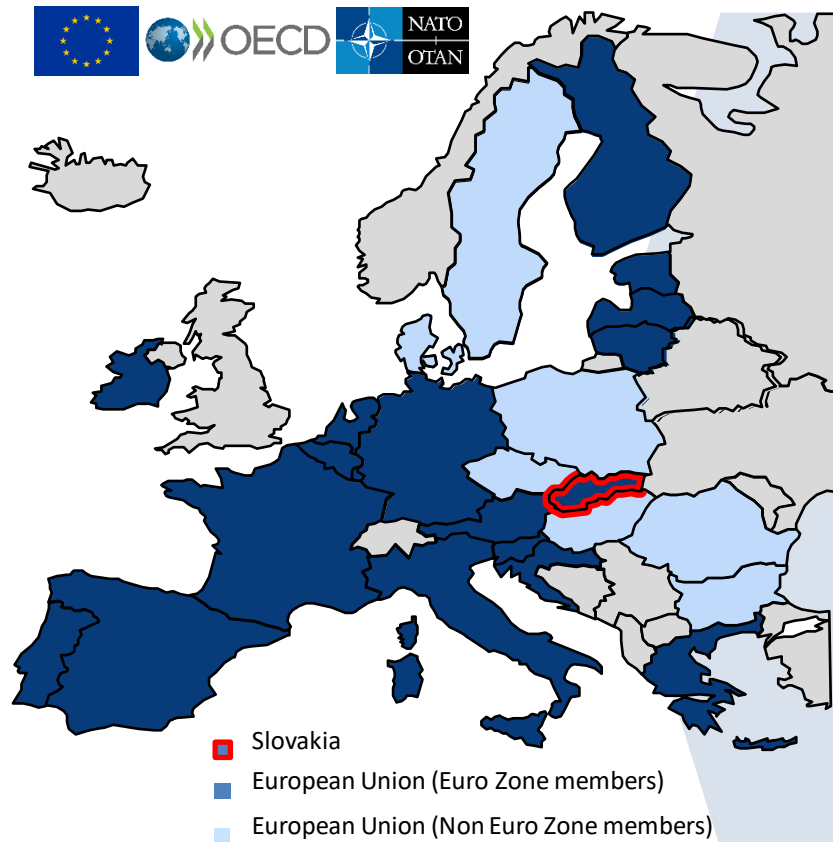 OECD
NATO
OTAN
Slovakia
European Union (Euro Zone members)
European Union (Non Euro Zone members)